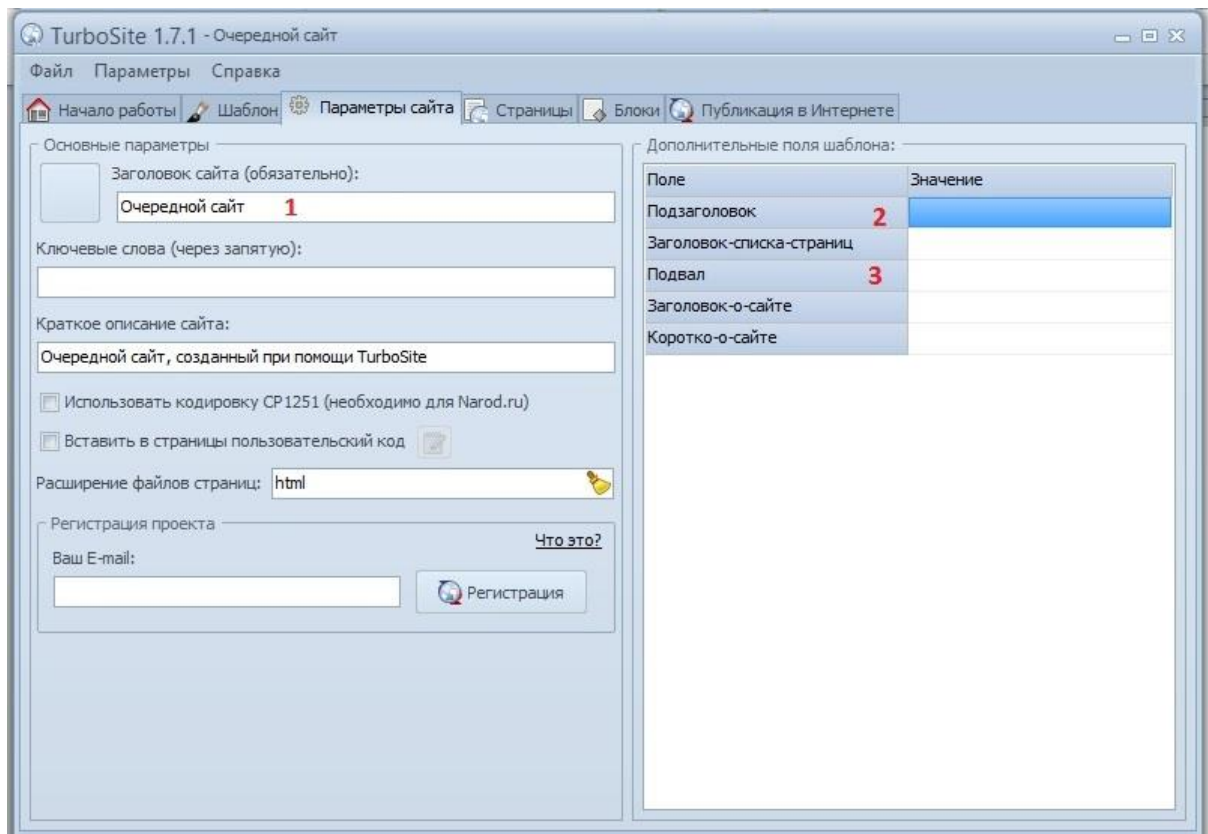 TurboSite 1.7.1 - Очередной сайт
Файл Параметры Справка
Начало работы Шаблон Параметры сайта Страницы Блоки Публикация в Интернете
Основные параметры
Заголовок сайта (обязательно):
Очередной сайт 1
Ключевые слова (через запятую):
Краткое описание сайта:
Очередной сайт, созданный при помощи TurboSite
Использовать кодировку CP1251 (необходимо для Narod.ru)
Вставить в страницы пользовательский код
Расширение файлов страниц: html
Регистрация проекта
Что это?
Ваш E-mail:
Регистрация
Дополнительные поля шаблона:
Поле Значение
Подзаголовок 2
Заголовок-списка-страниц
Подвал 3
Заголовок-о-сайте
Коротко-о-сайте